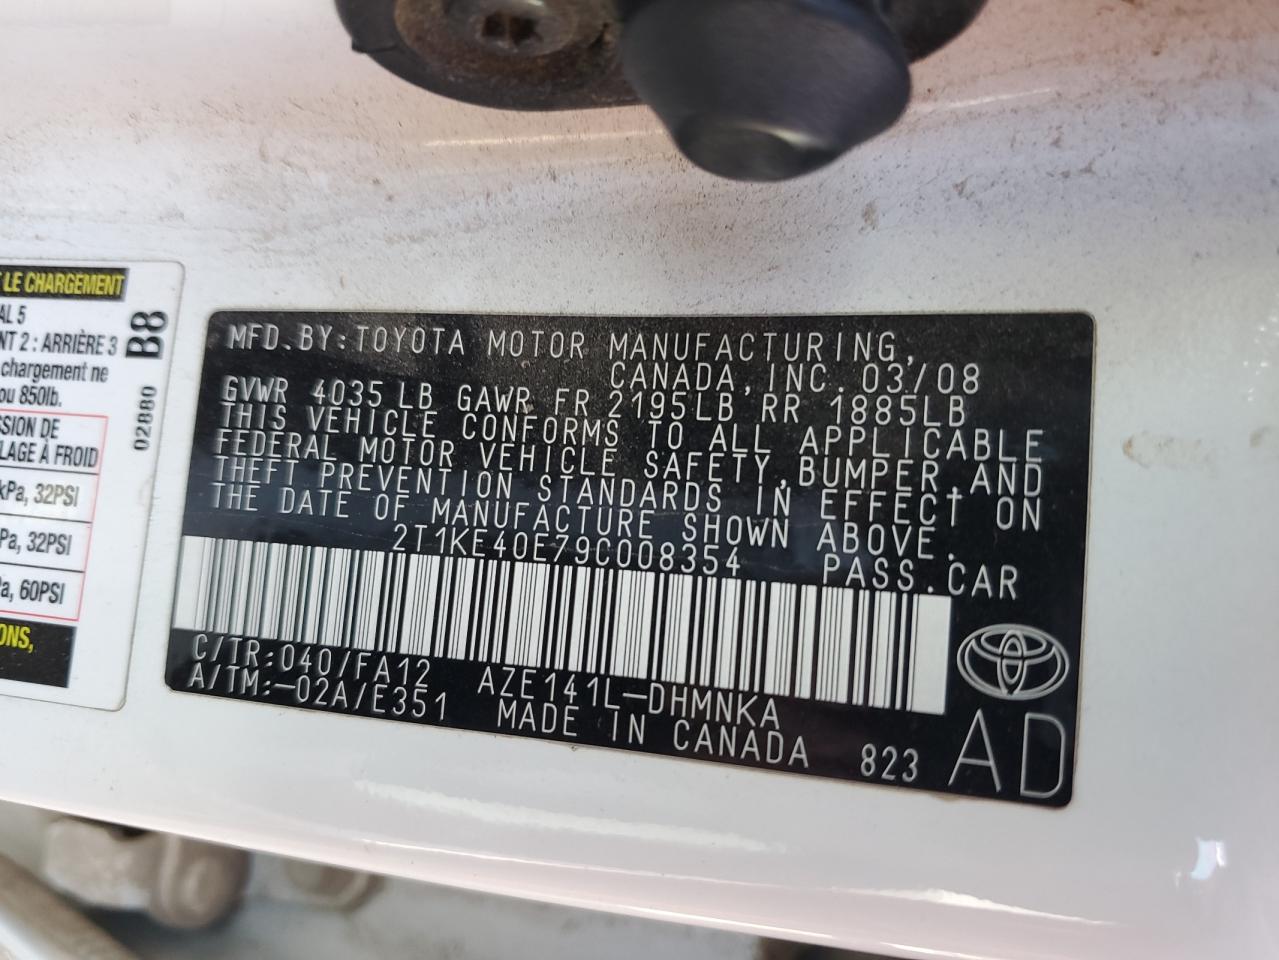 LE CHARGEMENT
AL 5
NT 2 : ARRIÈRE 3
chargement ne
ou 850lb.
SION DE
LAGE À FROID
kPa, 32PSI
Pa, 32PSI
a, 60PSI
ONS,
B8
02880
MFD. BY: TOYOTA MOTOR MANUFACTURING,
CANADA, INC. 03/08
GVWR 4035 LB GAWR FR 2195LB RR 1885LB
THIS VEHICLE CONFORMS TO ALL APPLICABLE
FEDERAL MOTOR VEHICLE SAFETY, BUMPER, AND
THEFT PREVENTION STANDARDS IN EFFECT ON
THE DATE OF MANUFACTURE SHOWN ABOVE.
2T1KE40E79C008354 PASS. CAR
C/TR: 040/FA12 AZE141L-DHMNKA
A/TM:-02A/E351 MADE IN CANADA 823 AD